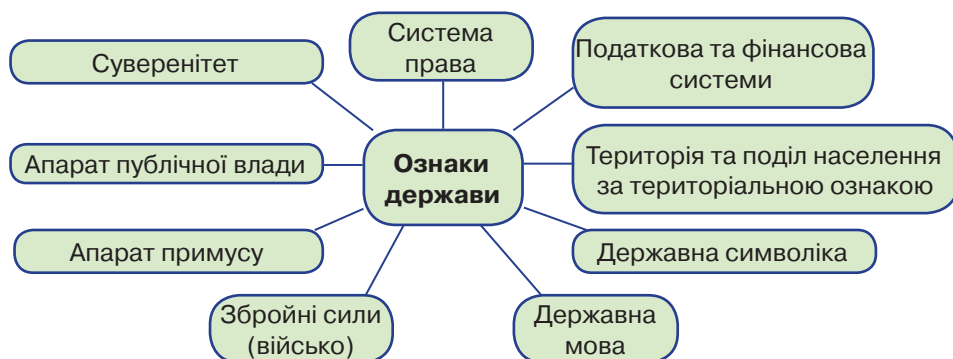 Система
права
Податкова та фінансова
системи
Суверенітет
Апарат публічної влади
Ознаки
держави
Територія та поділ населення
за територіальною ознакою
Апарат примусу
Державна символіка
Збройні сили
(військо)
Державна
мова